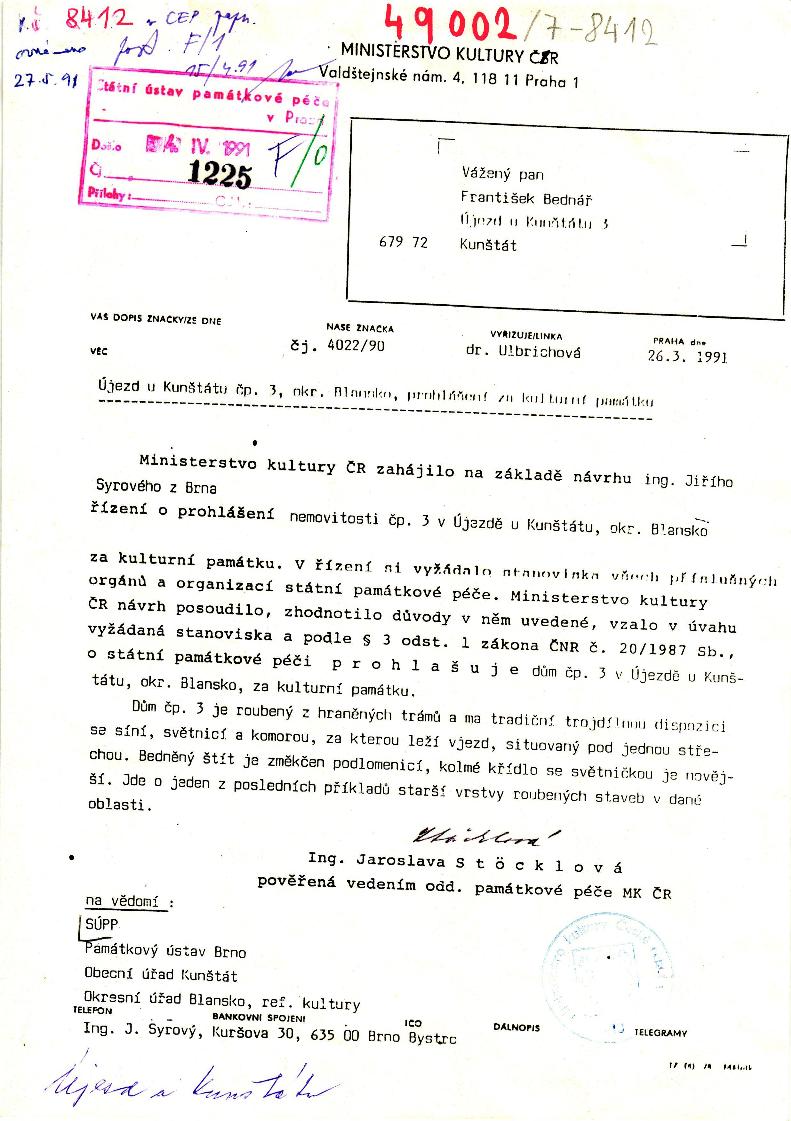 8412 v CEP
49002/7-8412
F/1
27.5.91
15/4.91
MINISTERSTVO KULTURY ČR
Valdštejnské nám. 4, 118 11 Praha 1
Státní ústav památkové péče
v Praze
Došlo IV. 1991
F/0
Čj. 1225
Přílohy:
Vážený pan
František Bednář
Újezd u Kunštátu 3
679 72 Kunštát
VÁŠ DOPIS ZNAČKY/ZE DNE
NAŠE ZNAČKA
VYŘIZUJE/LINKA
PRAHA dne
čj. 4022/90
dr. Ulbrichová
26.3. 1991
VĚC
Újezd u Kunštátu čp. 3, okr. Blansko, prohlášení za kulturní památku
Ministerstvo kultury ČR zahájilo na základě návrhu ing. Jiřího
Syrového z Brna
řízení o prohlášení nemovitosti čp. 3 v Újezdě u Kunštátu, okr. Blansko
za kulturní památku. V řízení si vyžádalo stanoviska všech příslušných
orgánů a organizací státní památkové péče. Ministerstvo kultury
ČR návrh posoudilo, zhodnotilo důvody v něm uvedené, vzalo v úvahu
vyžádaná stanoviska a podle § 3 odst. 1 zákona ČNR č. 20/1987 Sb.,
o státní památkové péči p r o h l a š u j e dům čp. 3 v Újezdě u Kunš-
tátu, okr. Blansko, za kulturní památku.
Dům čp. 3 je roubený z hraněných trámů a ma tradiční trojdílnou dispozici
se síní, světnicí a komorou, za kterou leží vjezd, situovaný pod jednou stře-
chou. Bedněný štít je změkčen podlomenicí, kolmé křídlo se světničkou je nověj-
ší. Jde o jeden z posledních příkladů starší vrstvy roubených staveb v dané
oblasti.
Stöcklová
Ing. Jaroslava S t ö c k l o v á
pověřená vedením odd. památkové péče MK ČR
na vědomí :
SÚPP
Památkový ústav Brno
Obecní úřad Kunštát
Okresní úřad Blansko, ref. kultury
TELEFON
BANKOVNÍ SPOJENÍ
IČO
DÁLNOPIS
TELEGRAMY
Ing. J. Syrový, Kuršova 30, 635 00 Brno Bystrc
Újezd u Kunštátu